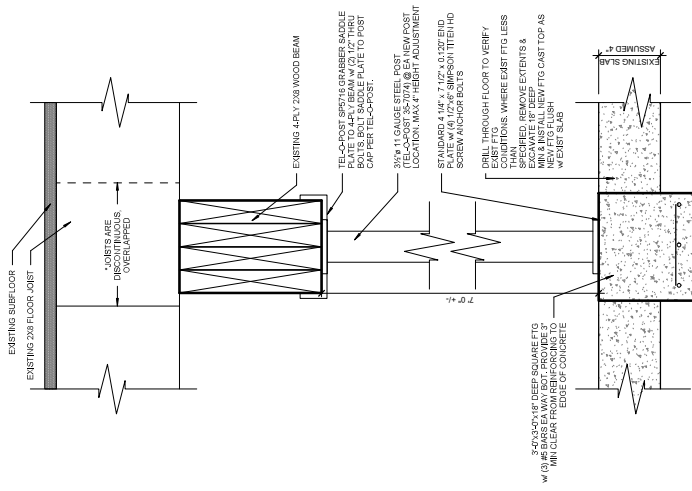 EXISTING SUBFLOOR
EXISTING 2X8 FLOOR JOIST
*JOISTS ARE
DISCONTINUOUS,
OVERLAPPED
EXISTING 4-PLY 2X8 WOOD BEAM
TEL-O-POST SP5716 GRABBER SADDLE
PLATE TO 4-PLY BEAM w/ (2) 1/2" THRU
BOLTS. BOLT SADDLE PLATE TO POST
CAP PER TEL-O-POST.
3½"ø 11 GAUGE STEEL POST
(TEL-O-POST 35-7074) @ EA NEW POST
LOCATION. MAX 4" HEIGHT ADJUSTMENT
STANDARD 4 1/4" x 7 1/2" x 0.120" END
PLATE w/ (4) 1/2"x6" SIMPSON TITEN HD
SCREW ANCHOR BOLTS
DRILL THROUGH FLOOR TO VERIFY
EXIST FTG
CONDITIONS. WHERE EXIST FTG LESS
THAN
SPECIFIED, REMOVE EXTENTS &
EXCAVATE 18" DEEP
MIN & INSTALL NEW FTG CAST TOP AS
NEW FTG FLUSH
w/ EXIST SLAB
7' 0" +/-
3'-0"x3'-0"x18" DEEP SQUARE FTG
w/ (3) #5 BARS EA WAY BOT. PROVIDE 3"
MIN CLEAR FROM REINFORCING TO
EDGE OF CONCRETE
EXISTING SLAB
ASSUMED 4"